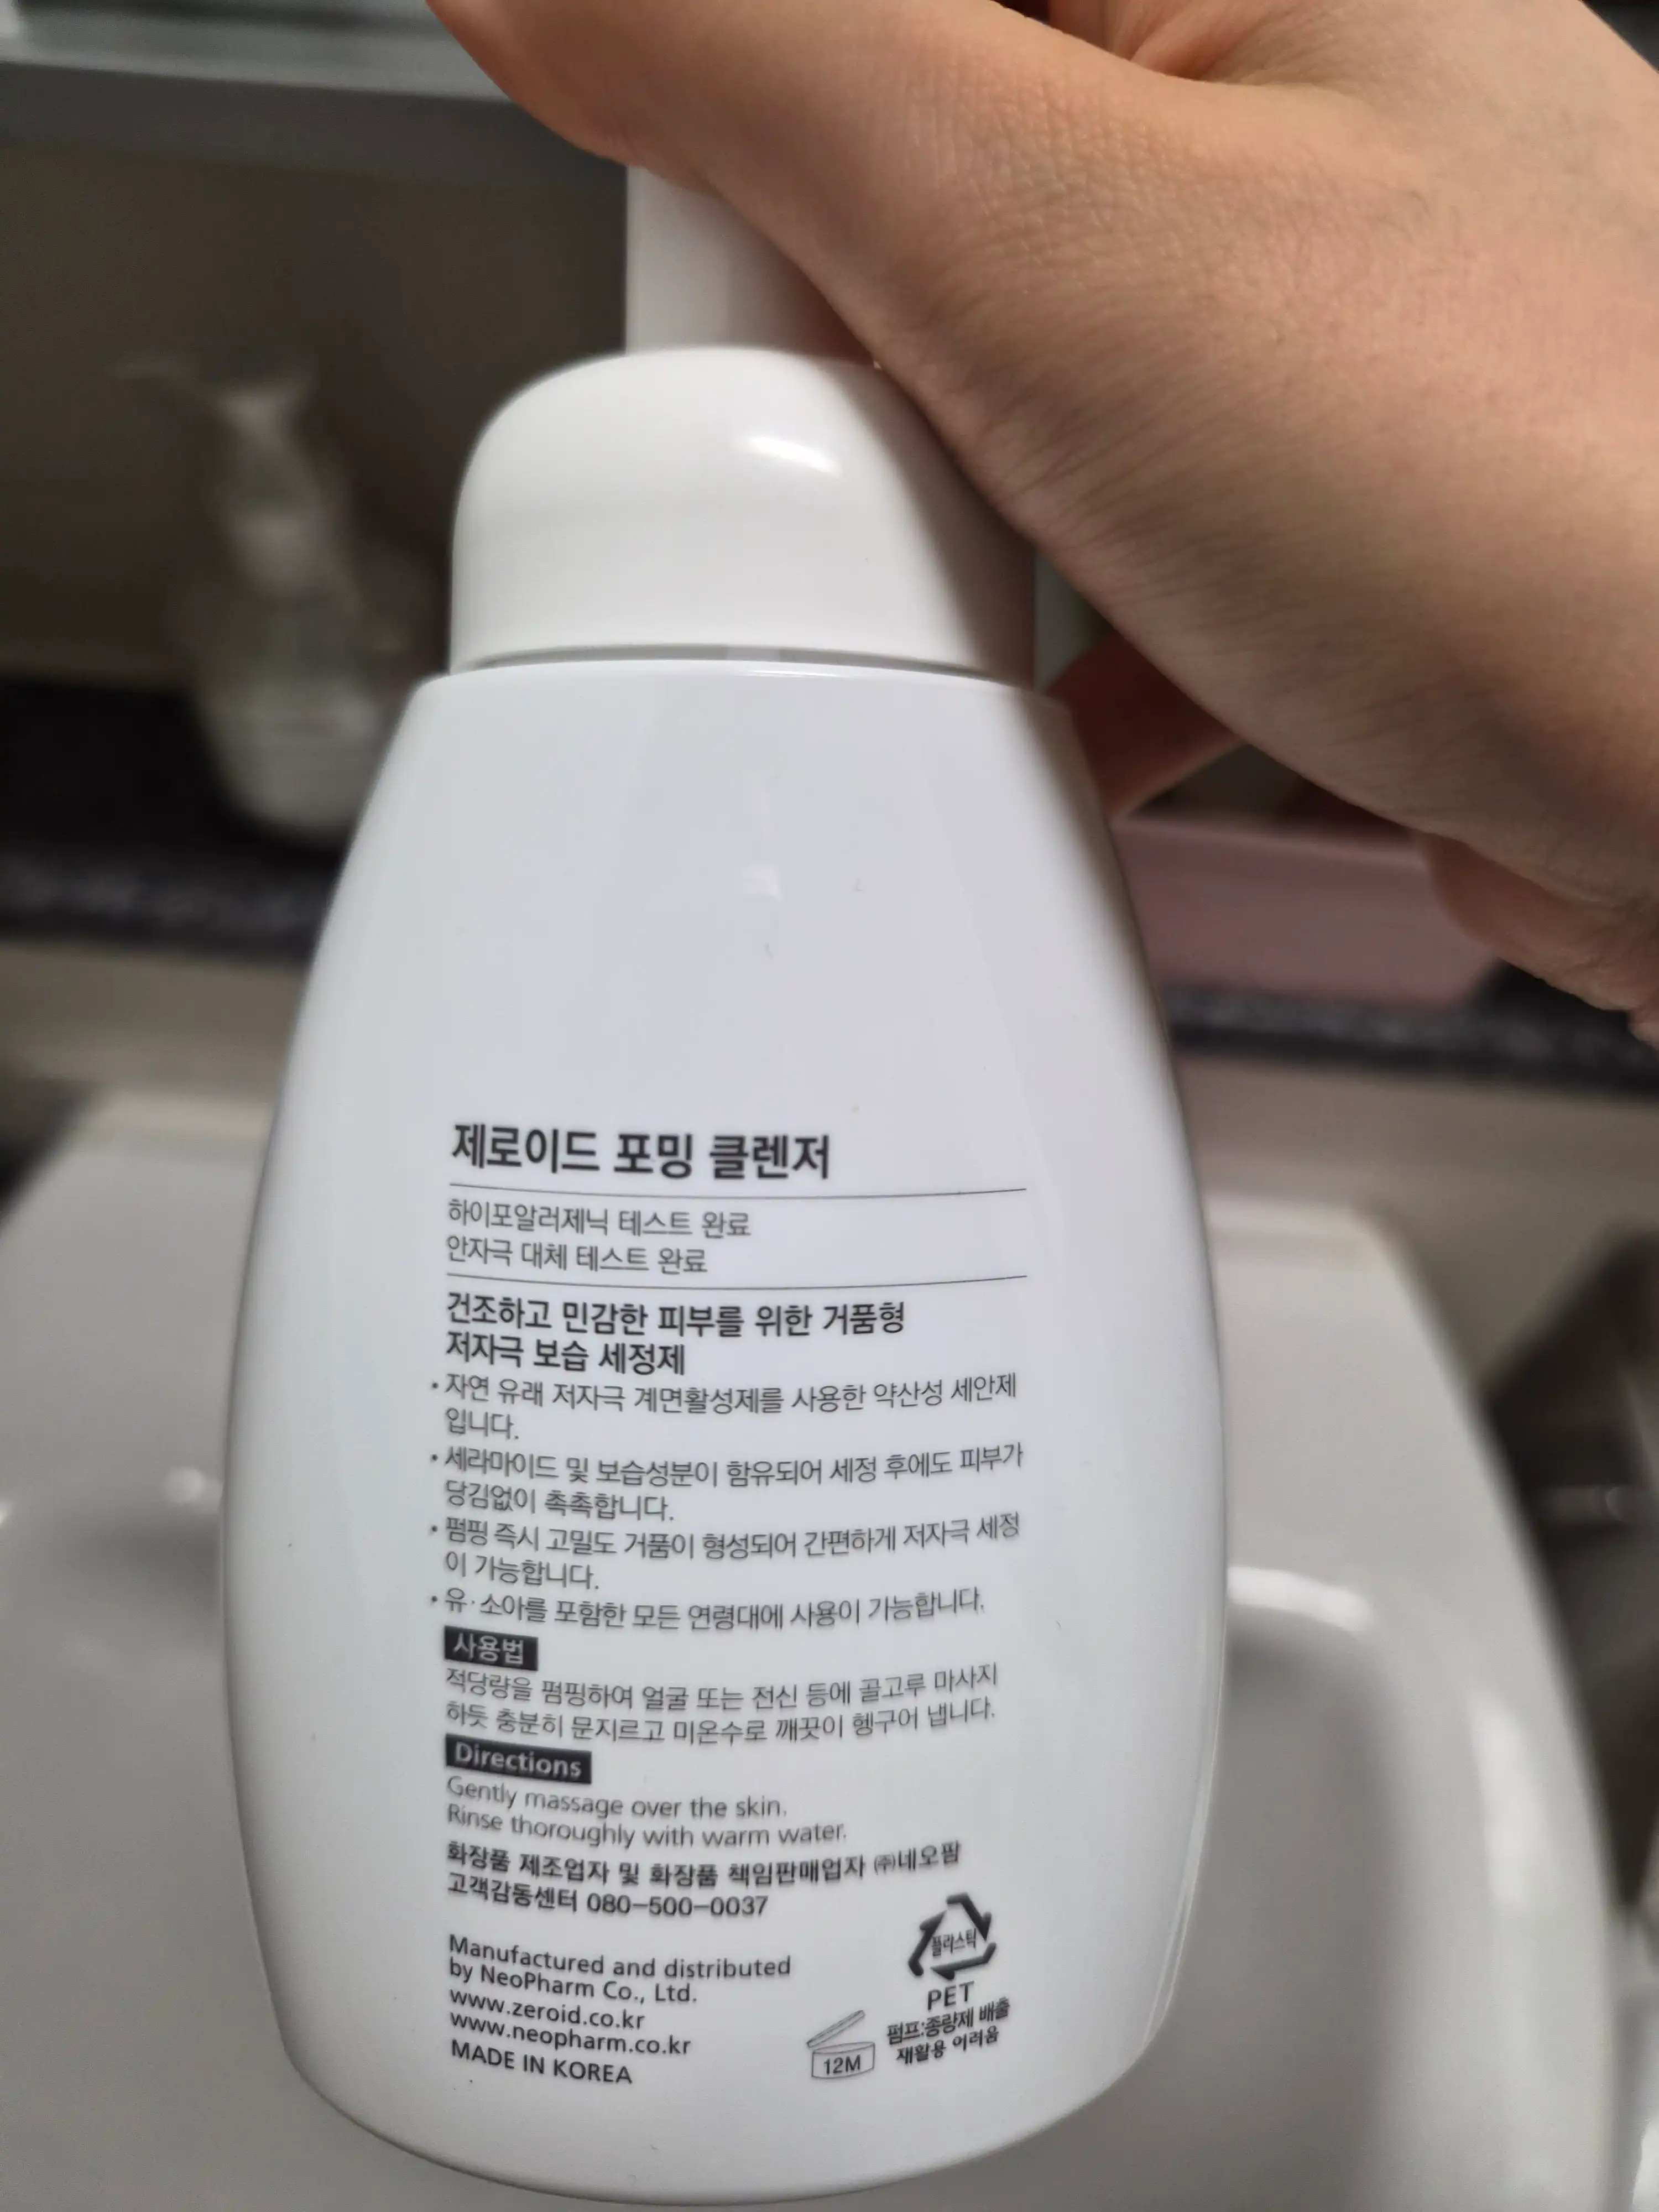 제로이드 포밍 클렌저
하이포알러제닉 테스트 완료
안자극 대체 테스트 완료
건조하고 민감한 피부를 위한 거품형
저자극 보습 세정제
• 자연 유래 저자극 계면활성제를 사용한 약산성 세안제
입니다.
• 세라마이드 및 보습성분이 함유되어 세정 후에도 피부가
당김없이 촉촉합니다.
• 펌핑 즉시 고밀도 거품이 형성되어 간편하게 저자극 세정
이 가능합니다.
• 유·소아를 포함한 모든 연령대에 사용이 가능합니다.
사용법
적당량을 펌핑하여 얼굴 또는 전신 등에 골고루 마사지
하듯 충분히 문지르고 미온수로 깨끗이 헹구어 냅니다.
Directions
Gently massage over the skin.
Rinse thoroughly with warm water.
화장품 제조업자 및 화장품 책임판매업자 ㈜네오팜
고객감동센터 080-500-0037
Manufactured and distributed
by NeoPharm Co., Ltd.
www.zeroid.co.kr
www.neopharm.co.kr
MADE IN KOREA
플라스틱
PET
펌프:종량제 배출
재활용 어려움
12M